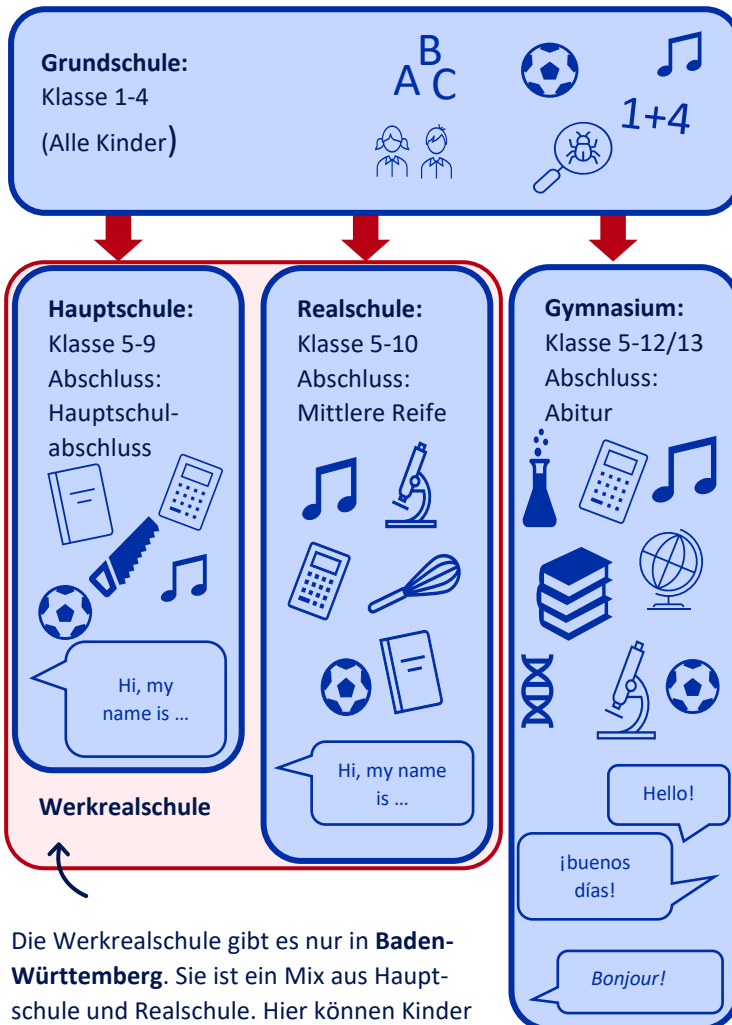 Grundschule:
Klasse 1-4
(Alle Kinder)
A B C
1+4
Hauptschule:
Klasse 5-9
Abschluss:
Hauptschul-
abschluss
Hi, my
name is …
Realschule:
Klasse 5-10
Abschluss:
Mittlere Reife
Hi, my name
is …
Gymnasium:
Klasse 5-12/13
Abschluss:
Abitur
Hello!
¡buenos
días!
Bonjour!
Werkrealschule
Die Werkrealschule gibt es nur in Baden-
Württemberg. Sie ist ein Mix aus Haupt-
schule und Realschule. Hier können Kinder